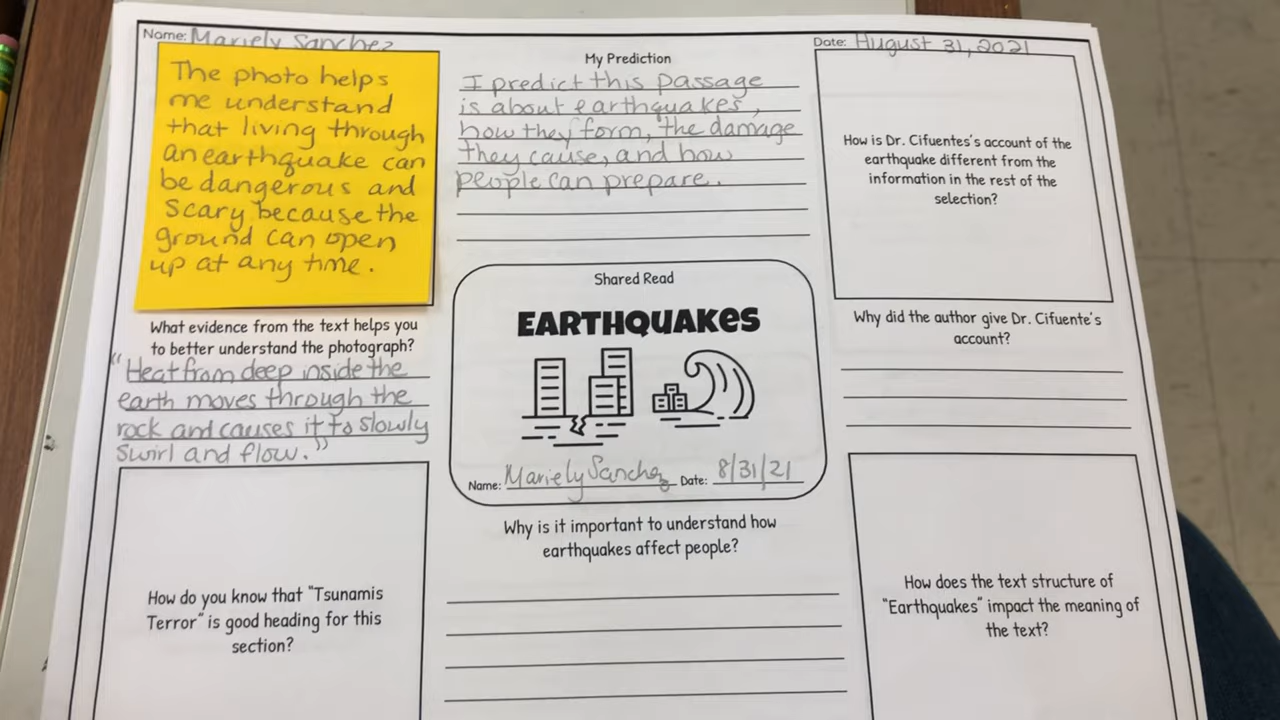 Name: Mariely Sanchez
Date: August 31, 2021
The photo helps
me understand
that living through
an earthquake can
be dangerous and
scary because the
ground can open
up at any time.
My Prediction
I predict this passage
is about earthquakes,
how they form, the damage
they cause, and how
people can prepare.
How is Dr. Cifuentes's account of the
earthquake different from the
information in the rest of the
selection?
What evidence from the text helps you
to better understand the photograph?
"Heat from deep inside the
earth moves through the
rock and causes it to slowly
swirl and flow."
Shared Read
EARTHQUAKES
Name: Mariely Sanchez Date: 8/31/21
Why did the author give Dr. Cifuente's
account?
How do you know that "Tsunamis
Terror" is good heading for this
section?
Why is it important to understand how
earthquakes affect people?
How does the text structure of
"Earthquakes" impact the meaning of
the text?